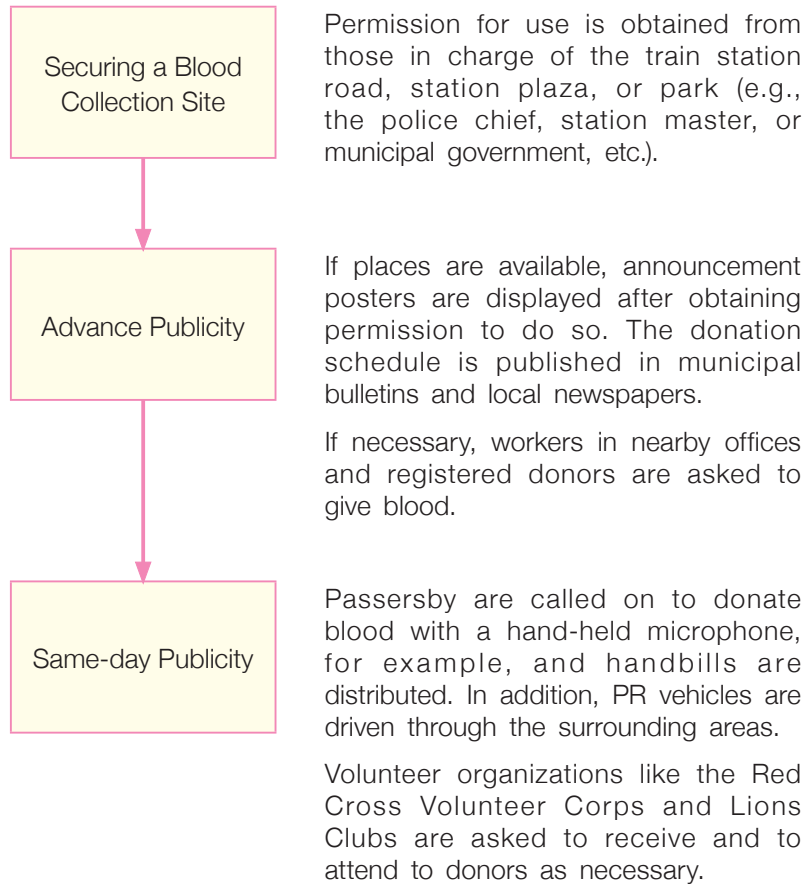 Securing a Blood
Collection Site
Permission for use is obtained from
those in charge of the train station
road, station plaza, or park (e.g.,
the police chief, station master, or
municipal government, etc.).
Advance Publicity
If places are available, announcement
posters are displayed after obtaining
permission to do so. The donation
schedule is published in municipal
bulletins and local newspapers.
If necessary, workers in nearby offices
and registered donors are asked to
give blood.
Same-day Publicity
Passersby are called on to donate
blood with a hand-held microphone,
for example, and handbills are
distributed. In addition, PR vehicles are
driven through the surrounding areas.
Volunteer organizations like the Red
Cross Volunteer Corps and Lions
Clubs are asked to receive and to
attend to donors as necessary.